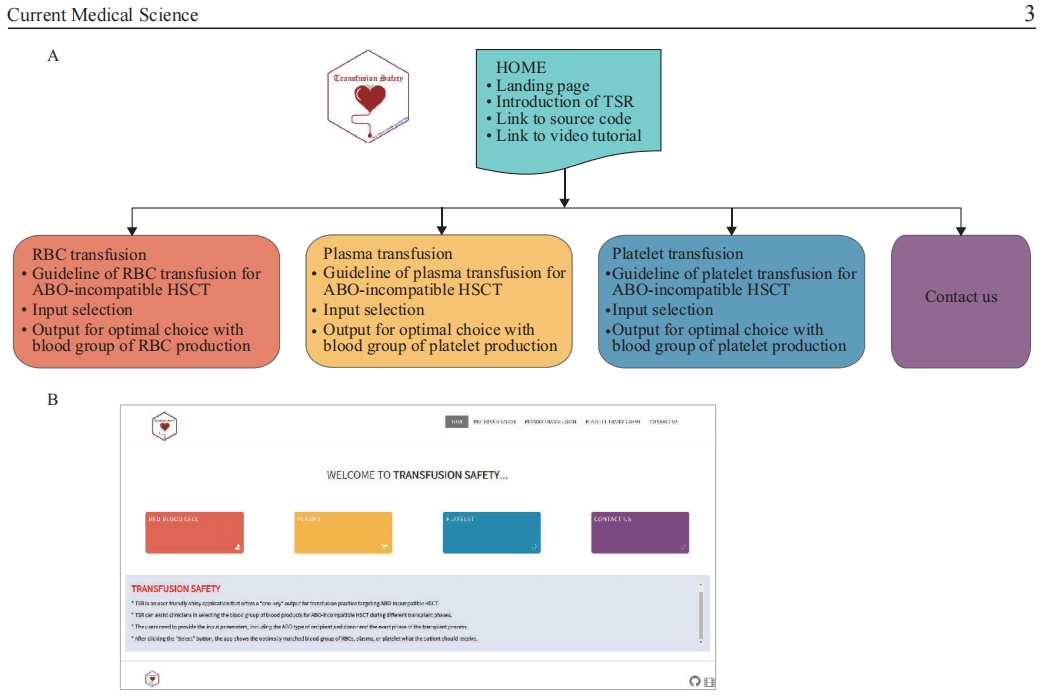 Current Medical Science 3
A
Transfusion Safety
HOME
• Landing page
• Introduction of TSR
• Link to source code
• Link to video tutorial
RBC transfusion
• Guideline of RBC transfusion for
ABO-incompatible HSCT
• Input selection
• Output for optimal choice with
blood group of RBC production
Plasma transfusion
• Guideline of plasma transfusion for
ABO-incompatible HSCT
• Input selection
• Output for optimal choice with
blood group of platelet production
Platelet transfusion
•Guideline of platelet transfusion for
ABO-incompatible HSCT
•Input selection
•Output for optimal choice with
blood group of platelet production
Contact us
B
HOME RBC TRANSFUSION PLASMA TRANSFUSION PLATELET TRANSFUSION CONTACT US
WELCOME TO TRANSFUSION SAFETY...
RED BLOOD CELL
PLASMA
PLATELET
CONTACT US
TRANSFUSION SAFETY
* TSR is an user friendly shiny application that offers a "one-key" output for transfusion practice targeting ABO-incompatible HSCT.
* TSR can assist clinicians in selecting the blood group of blood products for ABO-incompatible HSCT during different transplant phases.
* The users need to provide the input parameters, including the ABO type of recipient and donor and the exact phase of the transplant process.
* After clicking the "Select" button, the app shows the optimally matched blood group of RBCs, plasma, or platelet what the patient should receive.